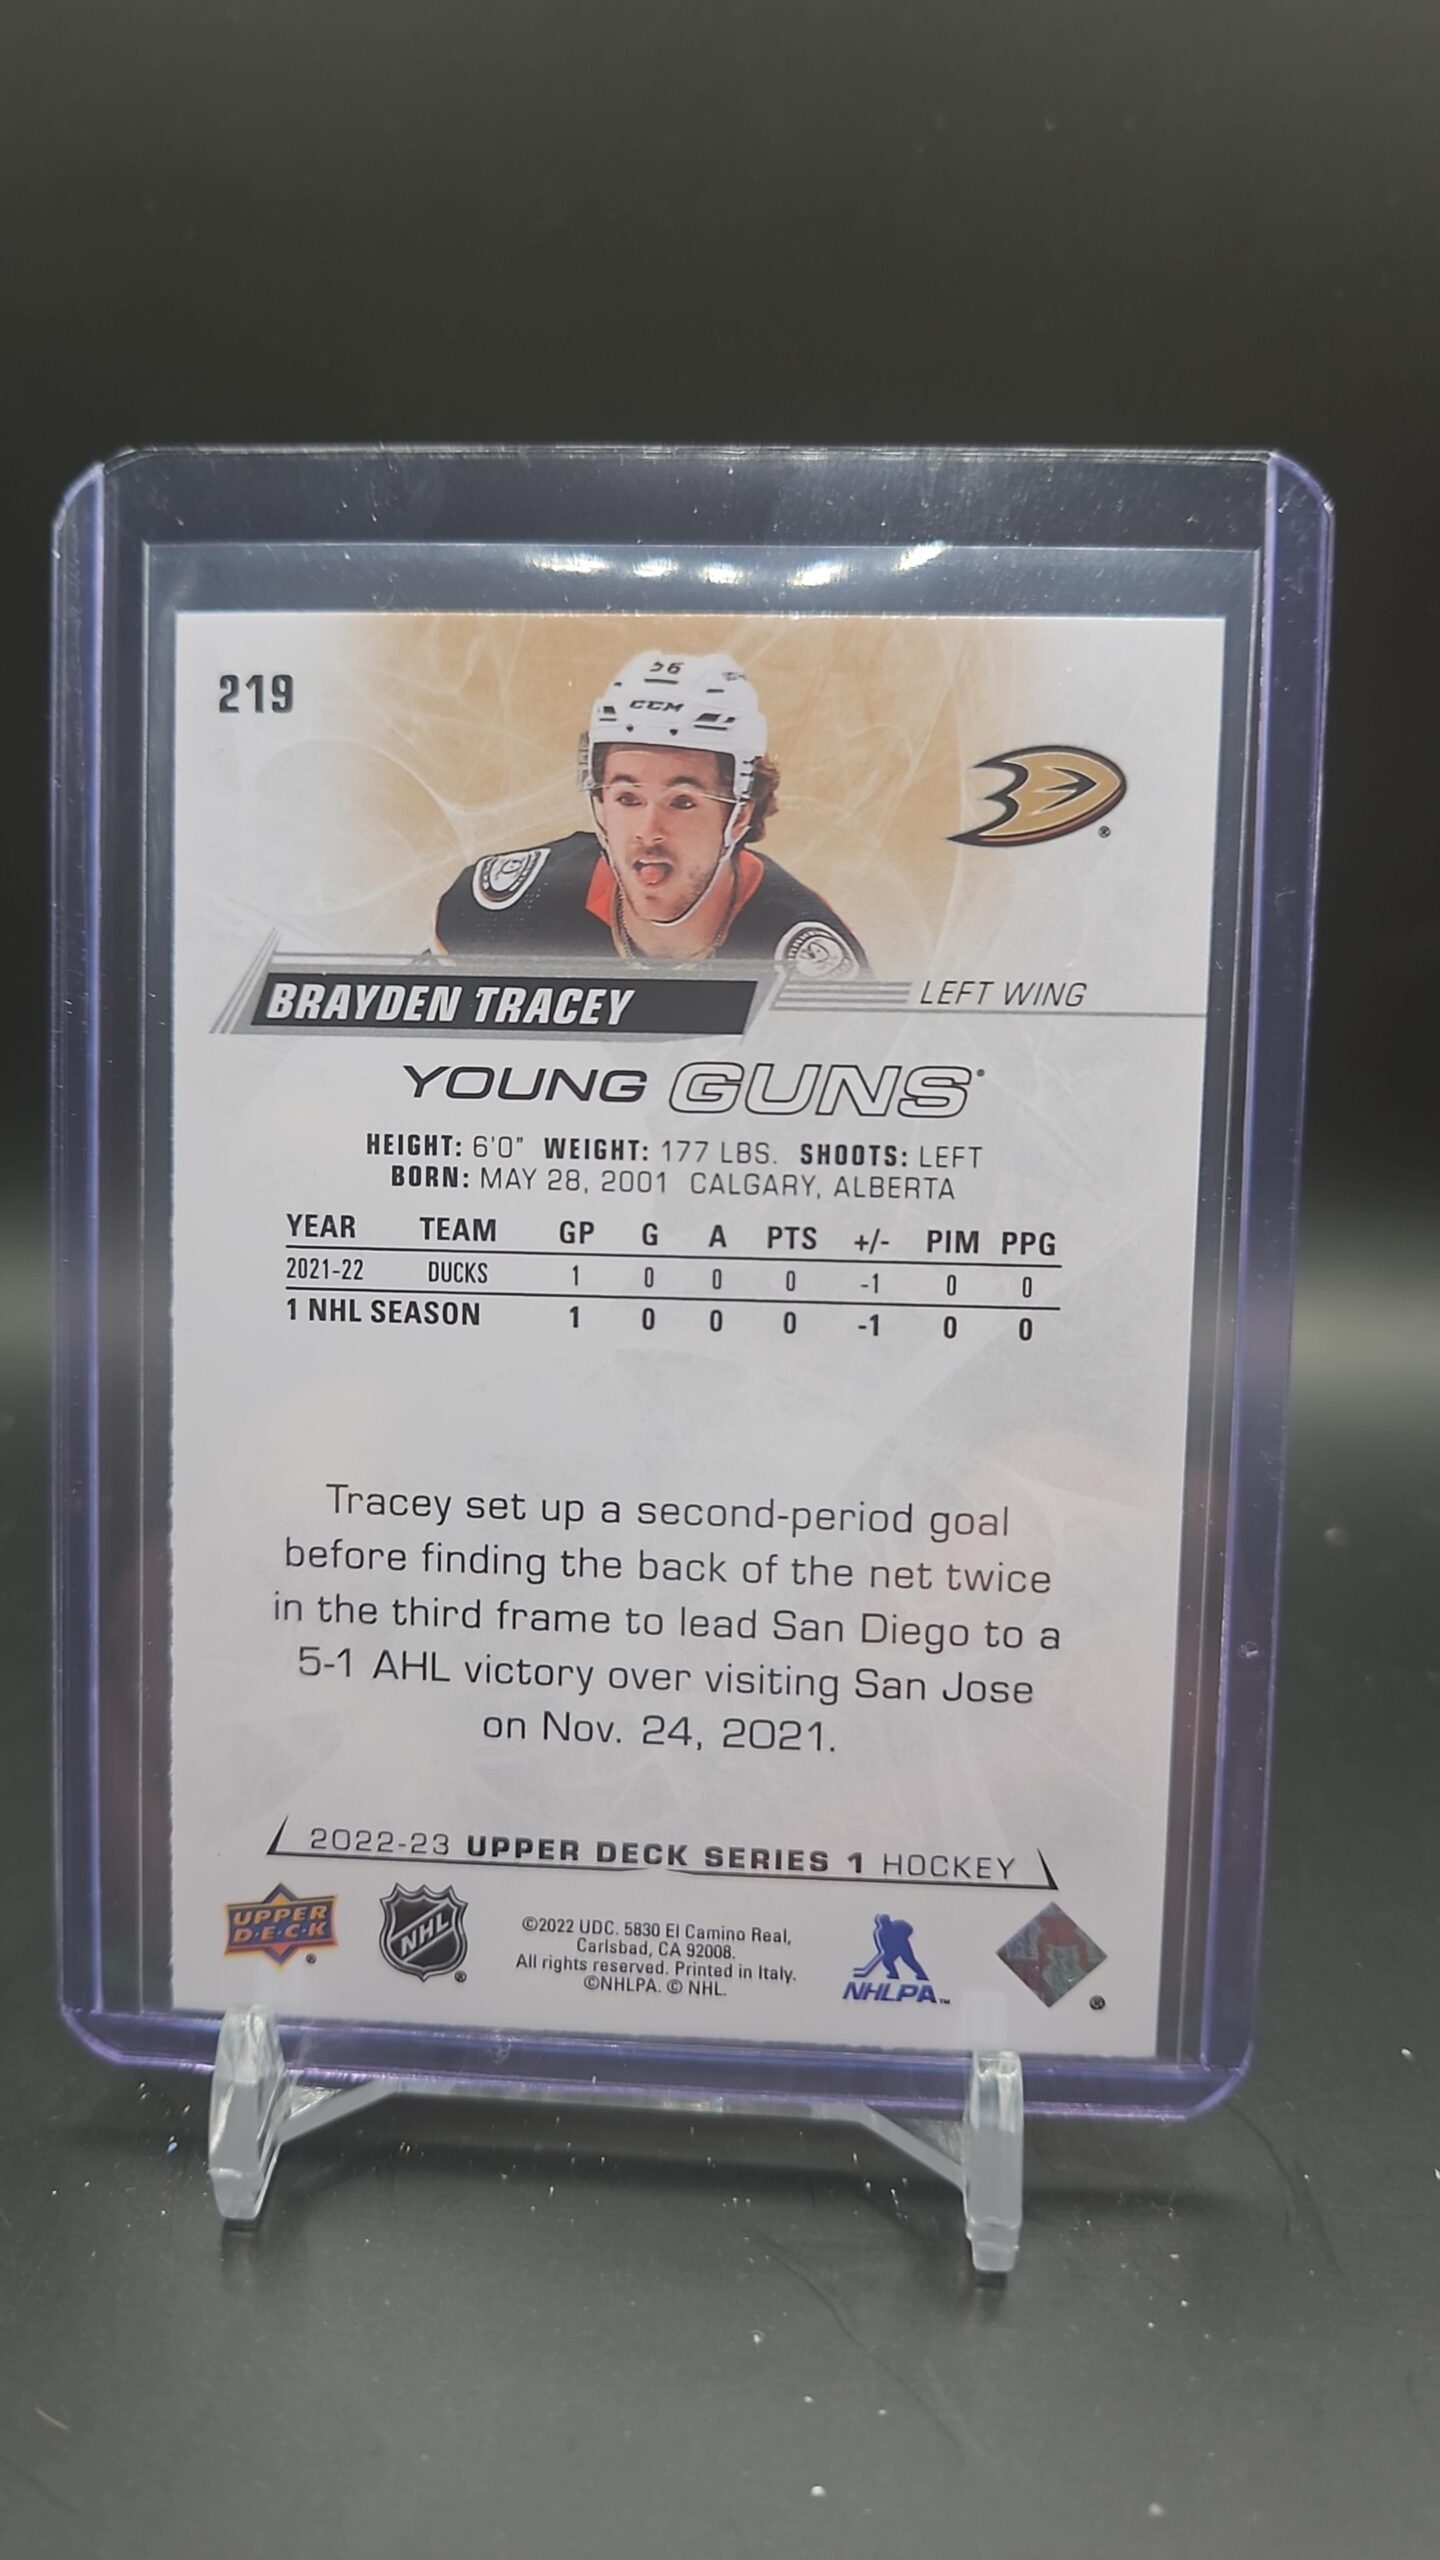 219
56
CCM
®
BRAYDEN TRACEY
LEFT WING
YOUNG GUNS®
HEIGHT: 6'0" WEIGHT: 177 LBS. SHOOTS: LEFT
BORN: MAY 28, 2001 CALGARY, ALBERTA
YEAR TEAM GP G A PTS +/- PIM PPG
2021-22 DUCKS 1 0 0 0 -1 0 0
1 NHL SEASON 1 0 0 0 -1 0 0
Tracey set up a second-period goal
before finding the back of the net twice
in the third frame to lead San Diego to a
5-1 AHL victory over visiting San Jose
on Nov. 24, 2021.
2022-23 UPPER DECK SERIES 1 HOCKEY
UPPER
D·E·C·K
®
NHL
®
©2022 UDC. 5830 El Camino Real,
Carlsbad, CA 92008.
All rights reserved. Printed in Italy.
©NHLPA. © NHL.
NHLPA™
®